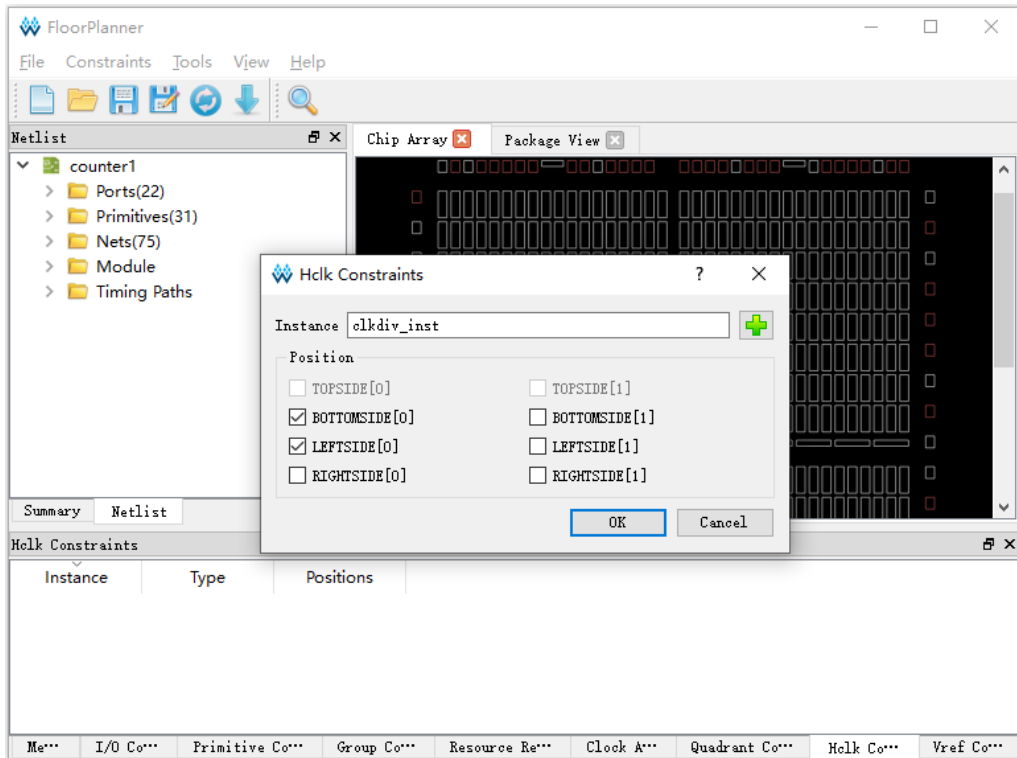 FloorPlanner
File Constraints Tools View Help
Netlist
Chip Array Package View
counter1
Ports(22)
Primitives(31)
Nets(75)
Module
Timing Paths
Hclk Constraints ?
Instance clkdiv_inst
Position
TOPSIDE[0] TOPSIDE[1]
BOTTOMSIDE[0] BOTTOMSIDE[1]
LEFTSIDE[0] LEFTSIDE[1]
RIGHTSIDE[0] RIGHTSIDE[1]
OK Cancel
Summary Netlist
Hclk Constraints
Instance Type Positions
Me··· I/O Co··· Primitive Co··· Group Co··· Resource Re··· Clock A··· Quadrant Co··· Hclk Co··· Vref Co···